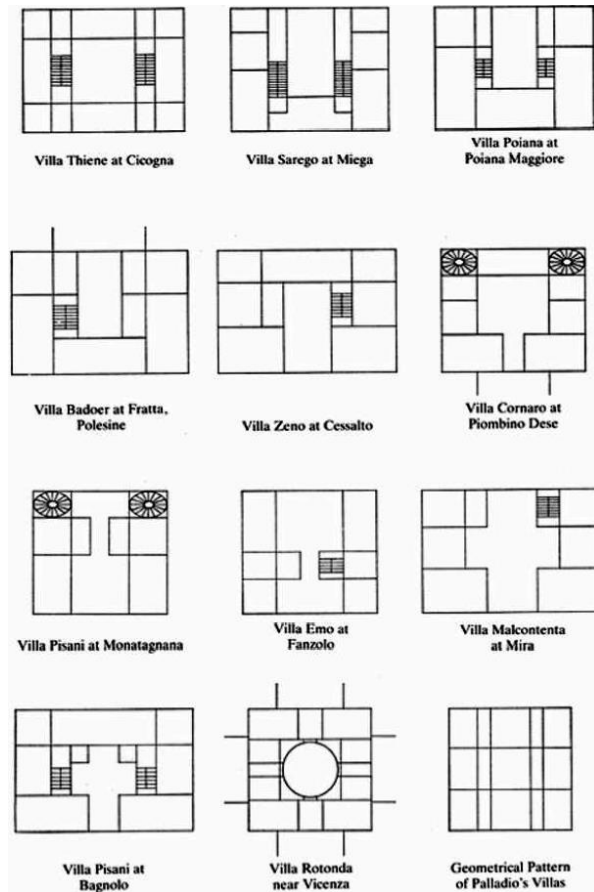 Villa Thiene at Cicogna
Villa Sarego at Miega
Villa Poiana at
Poiana Maggiore
Villa Badoer at Fratta,
Polesine
Villa Zeno at Cessalto
Villa Cornaro at
Piombino Dese
Villa Pisani at Monatagnana
Villa Emo at
Fanzolo
Villa Malcontenta
at Mira
Villa Pisani at
Bagnolo
Villa Rotonda
near Vicenza
Geometrical Pattern
of Palladio's Villas